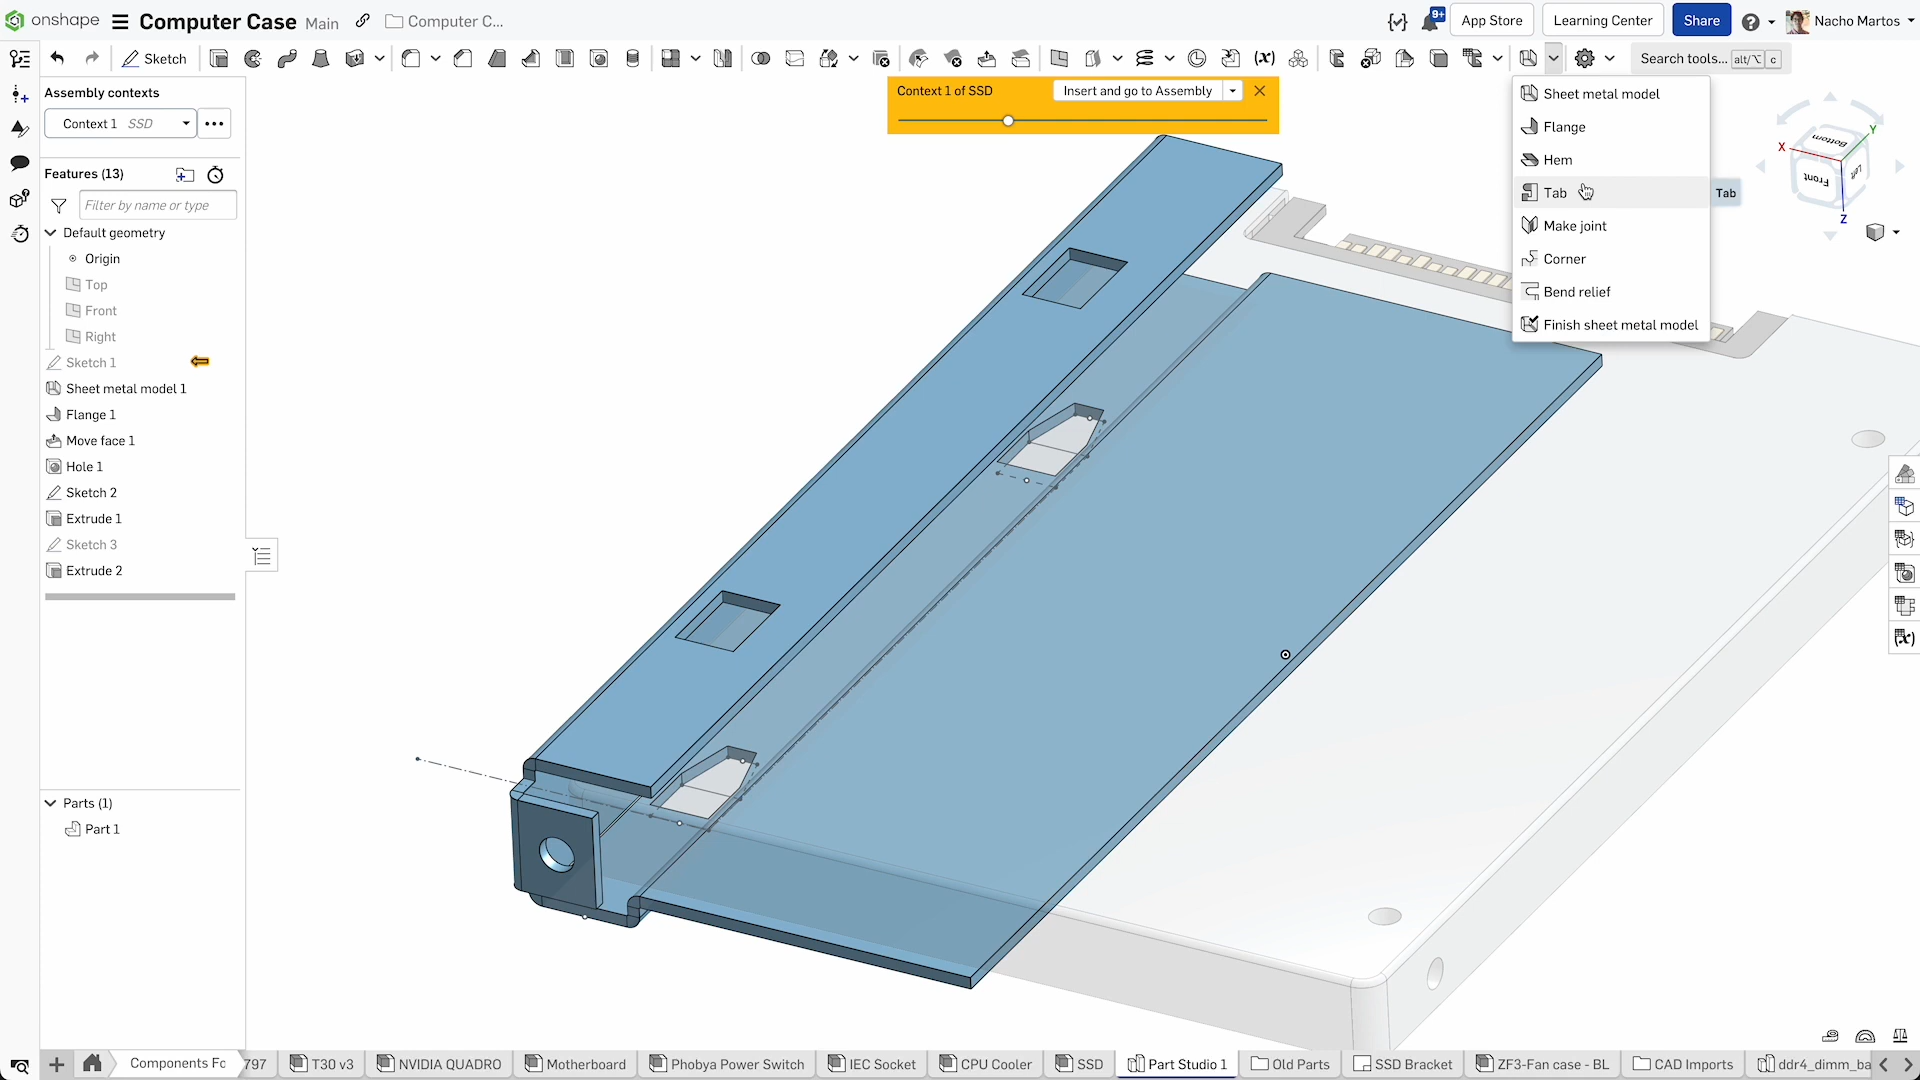 onshape
Computer Case Main
Computer C...
9+
App Store
Learning Center
Share
Nacho Martos
Sketch
Search tools... alt/⌥ c
Assembly contexts
Context 1 SSD
Features (13)
Filter by name or type
Default geometry
Origin
Top
Front
Right
Sketch 1
Sheet metal model 1
Flange 1
Move face 1
Hole 1
Sketch 2
Extrude 1
Sketch 3
Extrude 2
Parts (1)
Part 1
Context 1 of SSD
Insert and go to Assembly
Sheet metal model
Flange
Hem
Tab
Tab
Make joint
Corner
Bend relief
Finish sheet metal model
Bottom
Front
Left
X
Y
Z
Components Fc
797
T30 v3
NVIDIA QUADRO
Motherboard
Phobya Power Switch
IEC Socket
CPU Cooler
SSD
Part Studio 1
Old Parts
SSD Bracket
ZF3-Fan case - BL
CAD Imports
ddr4_dimm_ba